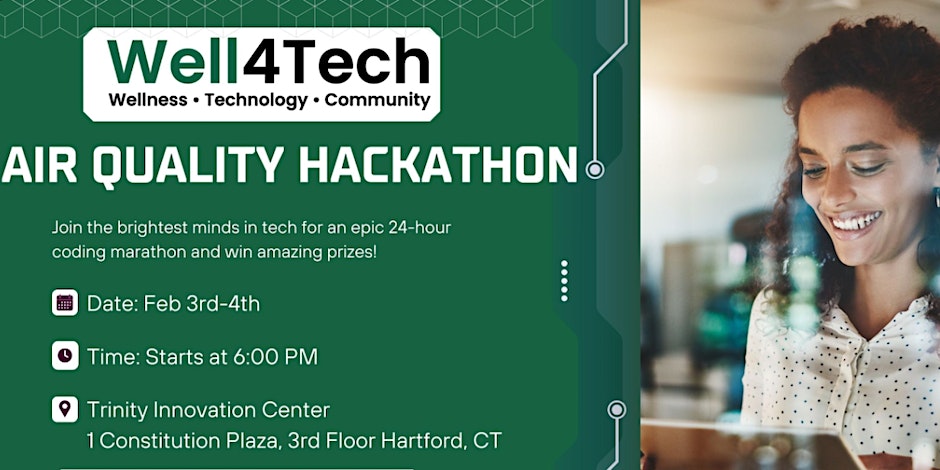 Well4Tech
Wellness • Technology • Community
AIR QUALITY HACKATHON
Join the brightest minds in tech for an epic 24-hour
coding marathon and win amazing prizes!
Date: Feb 3rd-4th
Time: Starts at 6:00 PM
Trinity Innovation Center
1 Constitution Plaza, 3rd Floor Hartford, CT